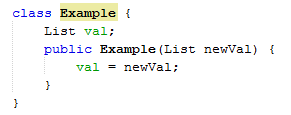 class Example {
    List val;
    public Example(List newVal) {
        val = newVal;
    }
}